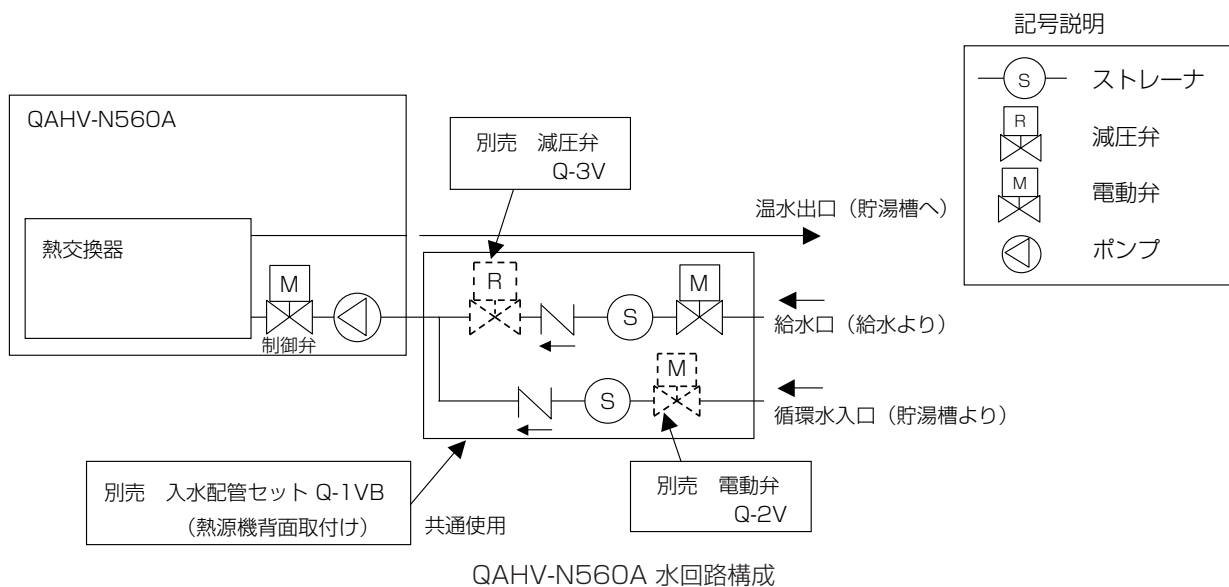 記号説明
S ストレーナ
R 減圧弁
M 電動弁
ポンプ
QAHV-N560A
別売 減圧弁
Q-3V
温水出口（貯湯槽へ）
熱交換器
M
制御弁
R
S
M
給水口（給水より）
S
M
循環水入口（貯湯槽より）
別売 入水配管セット Q-1VB
（熱源機背面取付け）
共通使用
別売 電動弁
Q-2V
QAHV-N560A 水回路構成